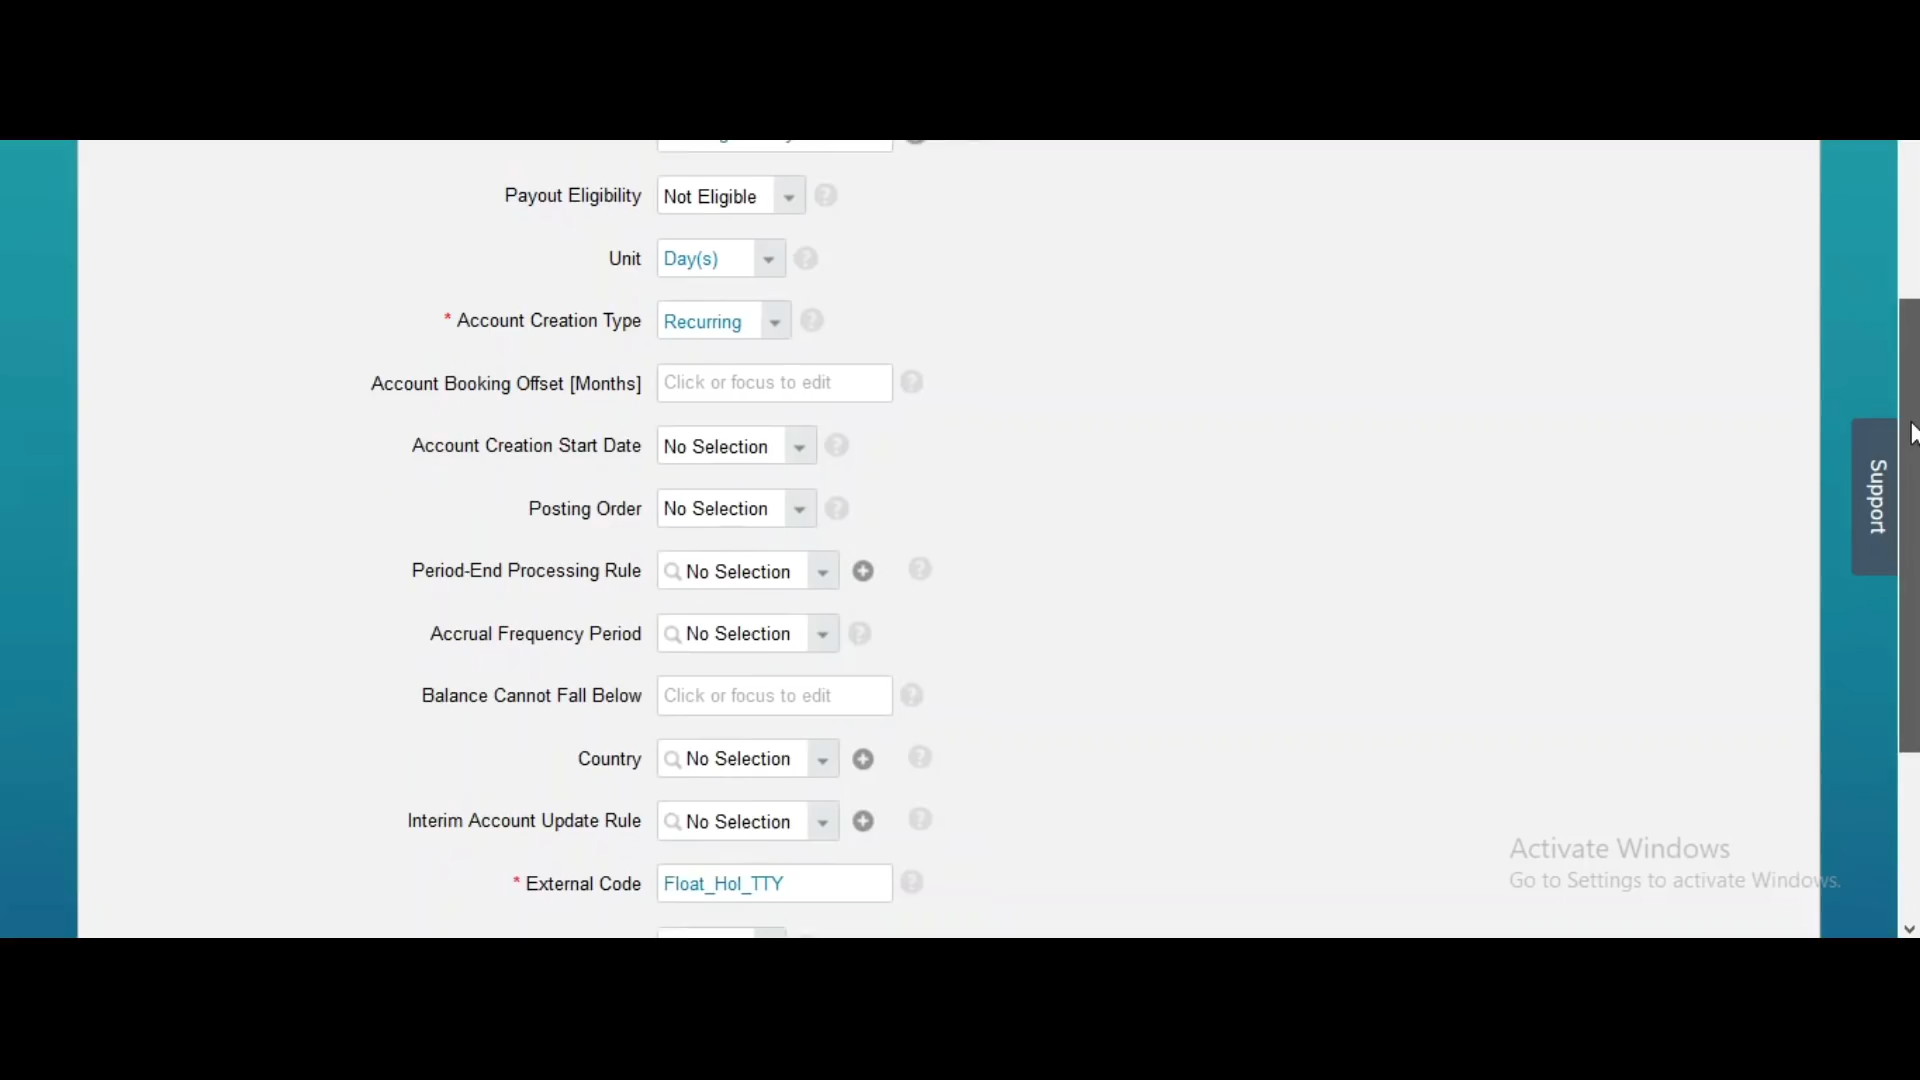 Payout Eligibility Not Eligible ?
Unit Day(s) ?
* Account Creation Type Recurring ?
Account Booking Offset [Months] Click or focus to edit ?
Account Creation Start Date No Selection ?
Posting Order No Selection ?
Period-End Processing Rule No Selection ?
Accrual Frequency Period No Selection ?
Balance Cannot Fall Below Click or focus to edit ?
Country No Selection ?
Interim Account Update Rule No Selection ?
* External Code Float_Hol_TTY ?
Support
Activate Windows
Go to Settings to activate Windows.